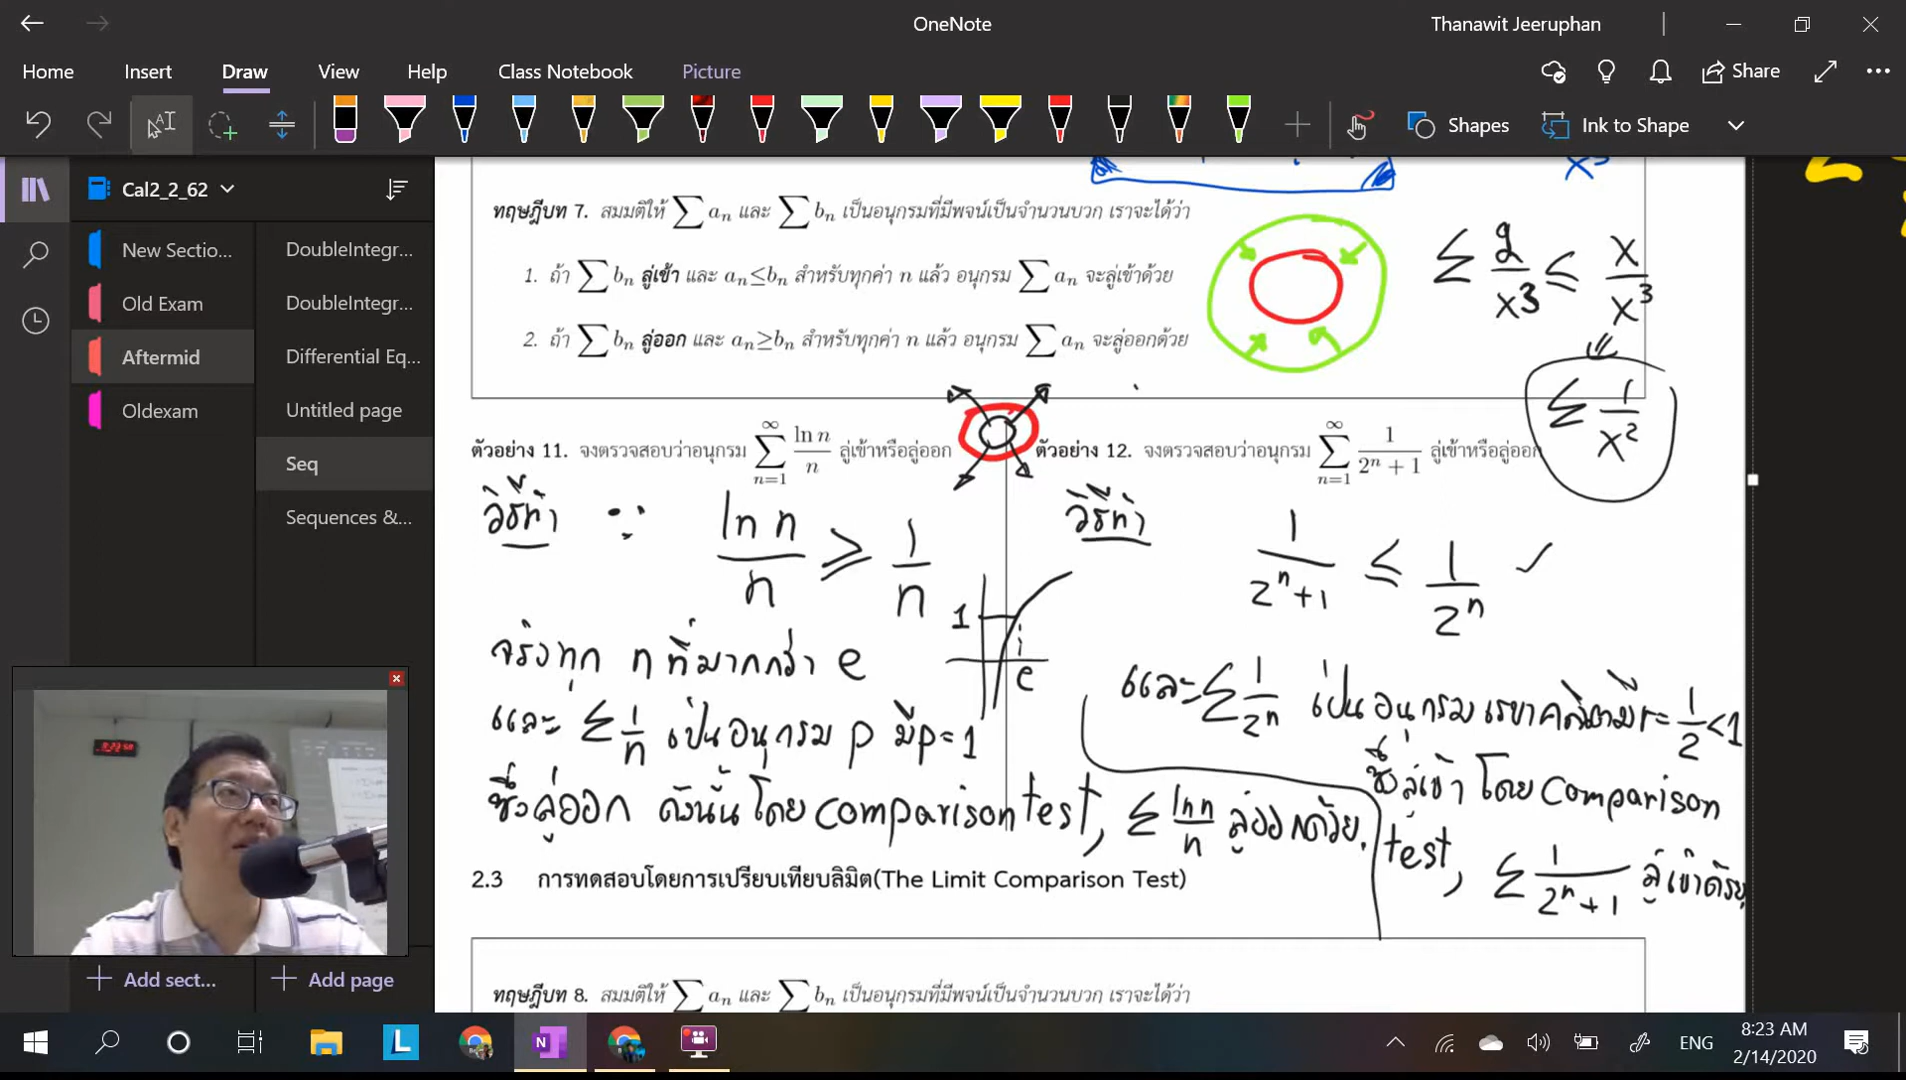 OneNote
Thanawit Jeeruphan
Home Insert Draw View Help Class Notebook Picture
Share
Shapes Ink to Shape
Cal2_2_62
New Sectio...
Old Exam
Aftermid
Oldexam
DoubleIntegr...
DoubleIntegr...
Differential Eq...
Untitled page
Seq
Sequences &...
Add sect...
Add page
x³
ทฤษฎีบท 7. สมมติให้ ∑ aₙ และ ∑ bₙ เป็นอนุกรมที่มีพจน์เป็นจำนวนบวก เราจะได้ว่า
1. ถ้า ∑ bₙ ลู่เข้า และ aₙ≤bₙ สำหรับทุกค่า n แล้ว อนุกรม ∑ aₙ จะลู่เข้าด้วย
2. ถ้า ∑ bₙ ลู่ออก และ aₙ≥bₙ สำหรับทุกค่า n แล้ว อนุกรม ∑ aₙ จะลู่ออกด้วย
∑ 2/x³ ≤ x/x³
∑ 1/x²
ตัวอย่าง 11. จงตรวจสอบว่าอนุกรม ∑_{n=1}^{∞} ln n/n ลู่เข้าหรือลู่ออก
วิธีทำ ∵ ln n/n ≥ 1/n
1
e
จริงทุก n ที่มากกว่า e
และ ∑ 1/n เป็นอนุกรม p มี p=1
ซึ่งลู่ออก ดังนั้นโดย comparison test, ∑ ln n/n ลู่ออกด้วย.
ตัวอย่าง 12. จงตรวจสอบว่าอนุกรม ∑_{n=1}^{∞} 1/(2ⁿ + 1) ลู่เข้าหรือลู่ออก
วิธีทำ 1/(2ⁿ+1) ≤ 1/2ⁿ ✓
และ ∑ 1/2ⁿ เป็นอนุกรมเรขาคณิตมี r = 1/2 < 1
ซึ่งลู่เข้า โดย Comparison
test, ∑ 1/(2ⁿ+1) ลู่เข้าด้วย
2.3 การทดสอบโดยการเปรียบเทียบลิมิต(The Limit Comparison Test)
ทฤษฎีบท 8. สมมติให้ ∑ aₙ และ ∑ bₙ เป็นอนุกรมที่มีพจน์เป็นจำนวนบวก เราจะได้ว่า
ENG
8:23 AM
2/14/2020